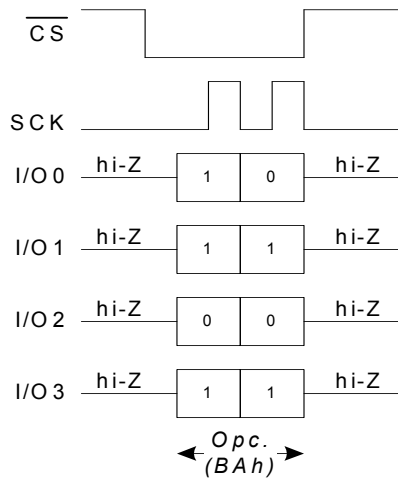 CS
SCK
I/O 0 hi-Z 1 0 hi-Z
I/O 1 hi-Z 1 1 hi-Z
I/O 2 hi-Z 0 0 hi-Z
I/O 3 hi-Z 1 1 hi-Z
Opc.
(BAh)